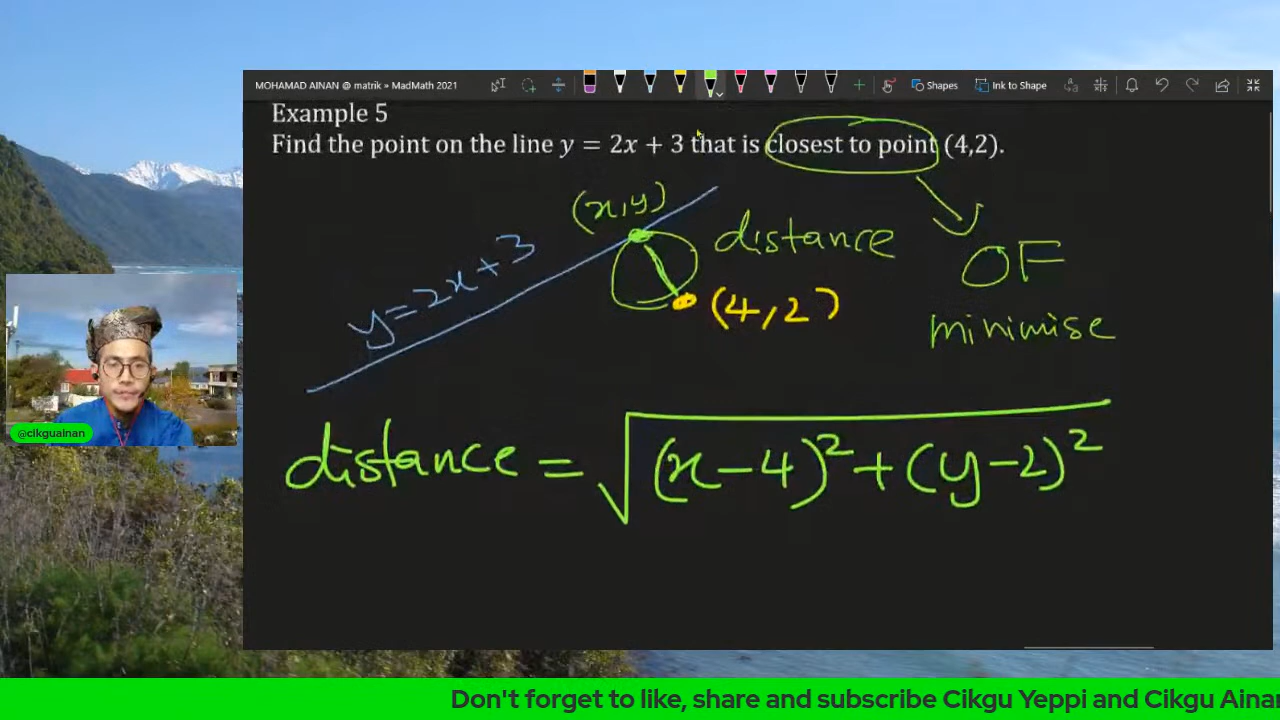 MOHAMAD AINAN @ matrik » MadMath 2021
Shapes
Ink to Shape
Example 5
Find the point on the line y = 2x + 3 that is closest to point (4,2).
(x,y)
distance
y=2x+3
OF
(4,2)
minimise
@cikguainan
distance = √(x-4)²+(y-2)²
Don't forget to like, share and subscribe Cikgu Yeppi and Cikgu Ainan